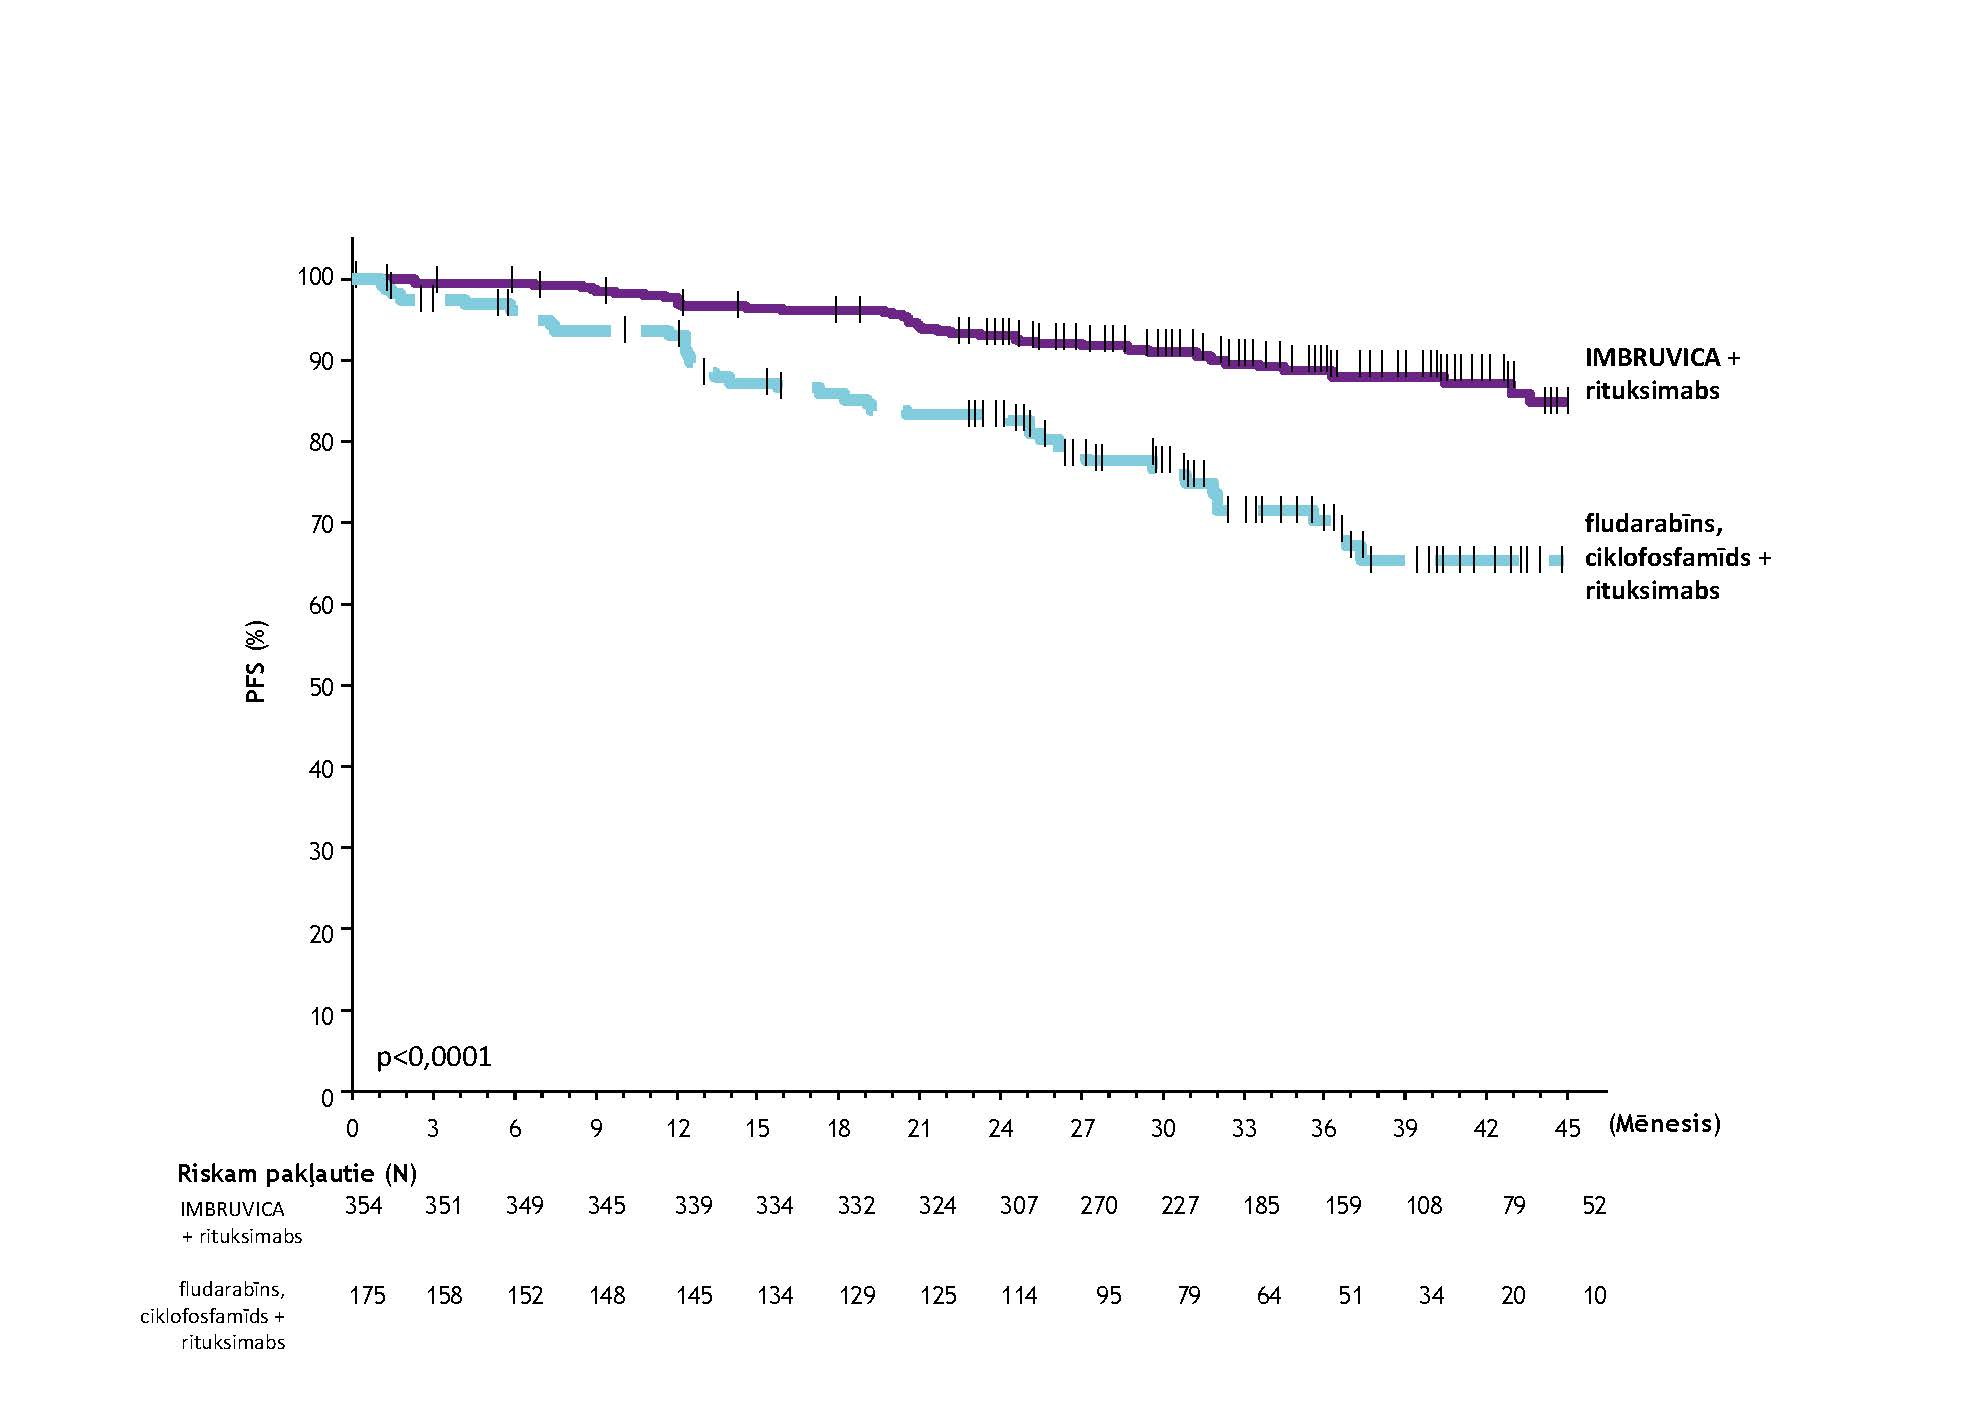 100
90
80
70
60
50
40
30
20
10
0
PFS (%)
IMBRUVICA +
rituksimabs
fludarabīns,
ciklofosfamīds +
rituksimabs
p<0,0001
0 3 6 9 12 15 18 21 24 27 30 33 36 39 42 45 (Mēnesis)
Riskam pakļautie (N)
IMBRUVICA
+ rituksimabs
354 351 349 345 339 334 332 324 307 270 227 185 159 108 79 52
fludarabīns,
ciklofosfamīds +
rituksimabs
175 158 152 148 145 134 129 125 114 95 79 64 51 34 20 10